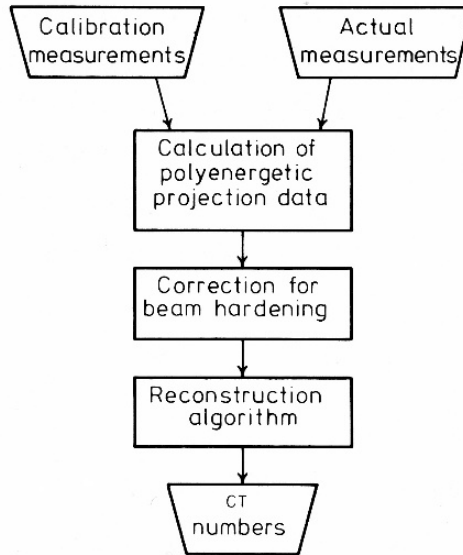 Calibration
measurements
Actual
measurements
Calculation of
polyenergetic
projection data
Correction for
beam hardening
Reconstruction
algorithm
CT
numbers